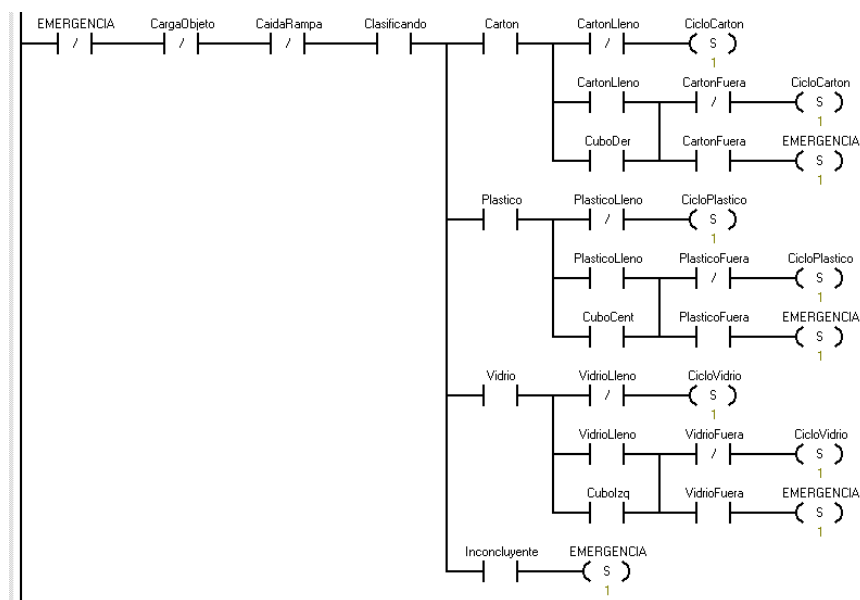 EMERGENCIA CargaObjeto CaidaRampa Clasificando Carton CartonLleno CicloCarton
/ / / / S
1
CartonLleno CartonFuera CicloCarton
/ S
1
CuboDer CartonFuera EMERGENCIA
S
1
Plastico PlasticoLleno CicloPlastico
/ S
1
PlasticoLleno PlasticoFuera CicloPlastico
/ S
1
CuboCent PlasticoFuera EMERGENCIA
S
1
Vidrio VidrioLleno CicloVidrio
/ S
1
VidrioLleno VidrioFuera CicloVidrio
/ S
1
CuboIzq VidrioFuera EMERGENCIA
S
1
Inconcluyente EMERGENCIA
S
1